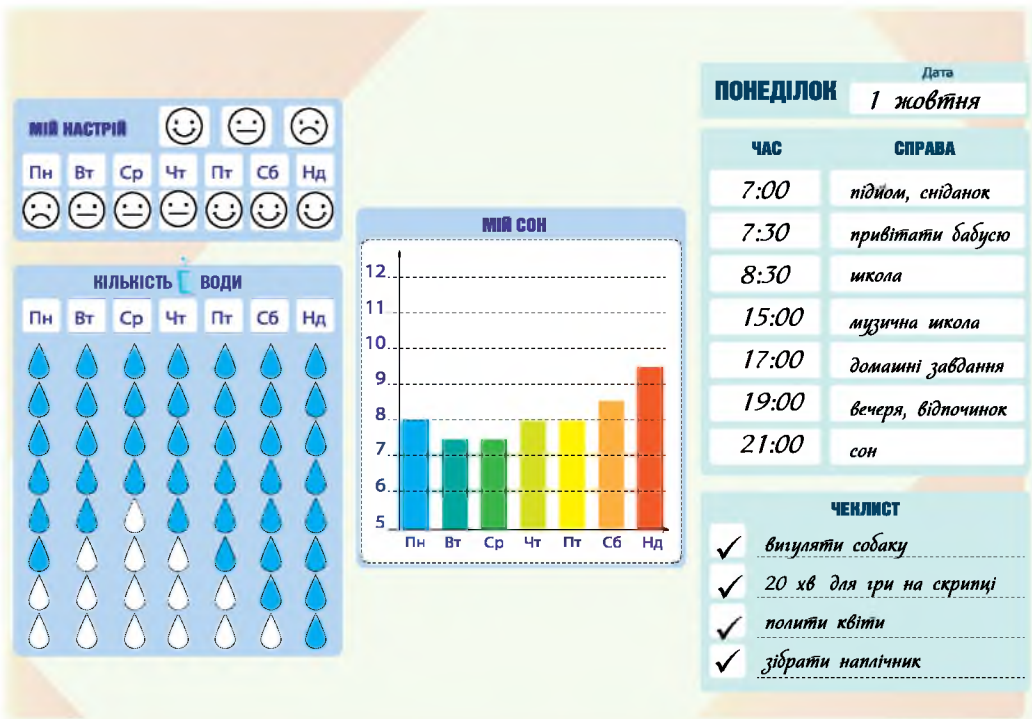 МІЙ НАСТРІЙ
Пн Вт Ср Чт Пт Сб Нд
КІЛЬКІСТЬ ВОДИ
Пн Вт Ср Чт Пт Сб Нд
МІЙ СОН
12
11
10
9
8
7
6
5
Пн Вт Ср Чт Пт Сб Нд
Дата
ПОНЕДІЛОК 1 жовтня
ЧАС СПРАВА
7:00 підйом, сніданок
7:30 привітати бабусю
8:30 школа
15:00 музична школа
17:00 домашні завдання
19:00 вечеря, відпочинок
21:00 сон
ЧЕКЛИСТ
вигуляти собаку
20 хв для гри на скрипці
полити квіти
зібрати наплічник